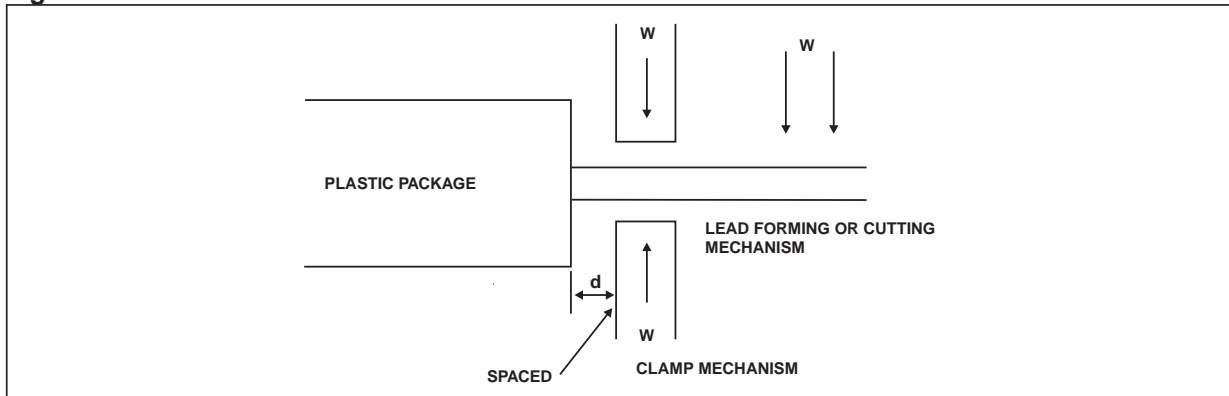 W
W
PLASTIC PACKAGE
LEAD FORMING OR CUTTING
MECHANISM
d
W
SPACED
CLAMP MECHANISM